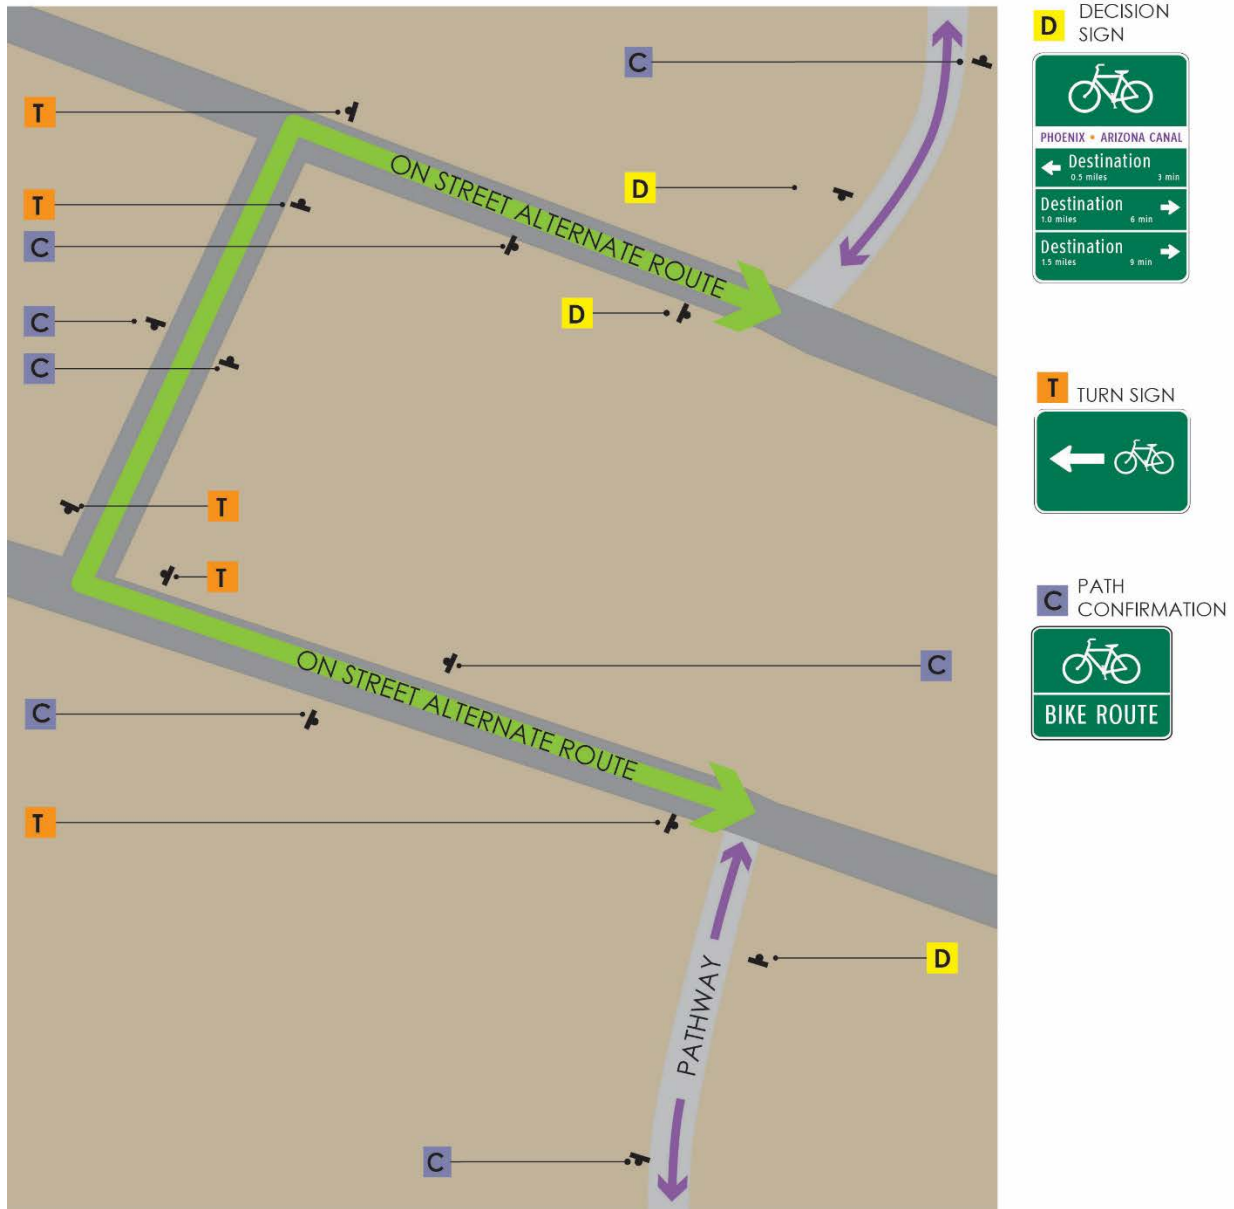 C
T
D
T
C
ON STREET ALTERNATE ROUTE
D
C
C
T
T
ON STREET ALTERNATE ROUTE
C
C
T
PATHWAY
D
C
D
DECISION
SIGN
PHOENIX • ARIZONA CANAL
Destination
0.5 miles 3 min
Destination
1.0 miles 6 min
Destination
1.5 miles 9 min
T TURN SIGN
C
PATH
CONFIRMATION
BIKE ROUTE